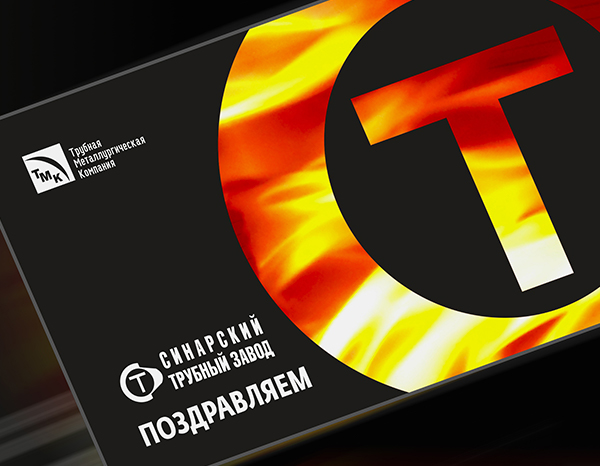 ТМК
Трубная
Металлургическая
Компания
Т
СИНАРСКИЙ
Т
ТРУБНЫЙ ЗАВОД
ПОЗДРАВЛЯЕМ